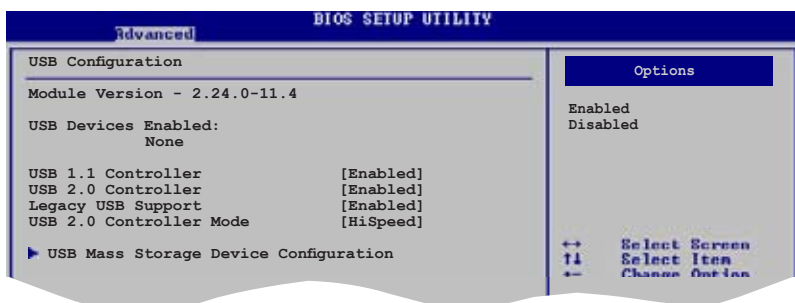 BIOS SETUP UTILITY
Advanced
USB Configuration
Module Version - 2.24.0-11.4
USB Devices Enabled:
None
USB 1.1 Controller [Enabled]
USB 2.0 Controller [Enabled]
Legacy USB Support [Enabled]
USB 2.0 Controller Mode [HiSpeed]
USB Mass Storage Device Configuration
Options
Enabled
Disabled
↔ Select Screen
↑↓ Select Item
+- Change Option